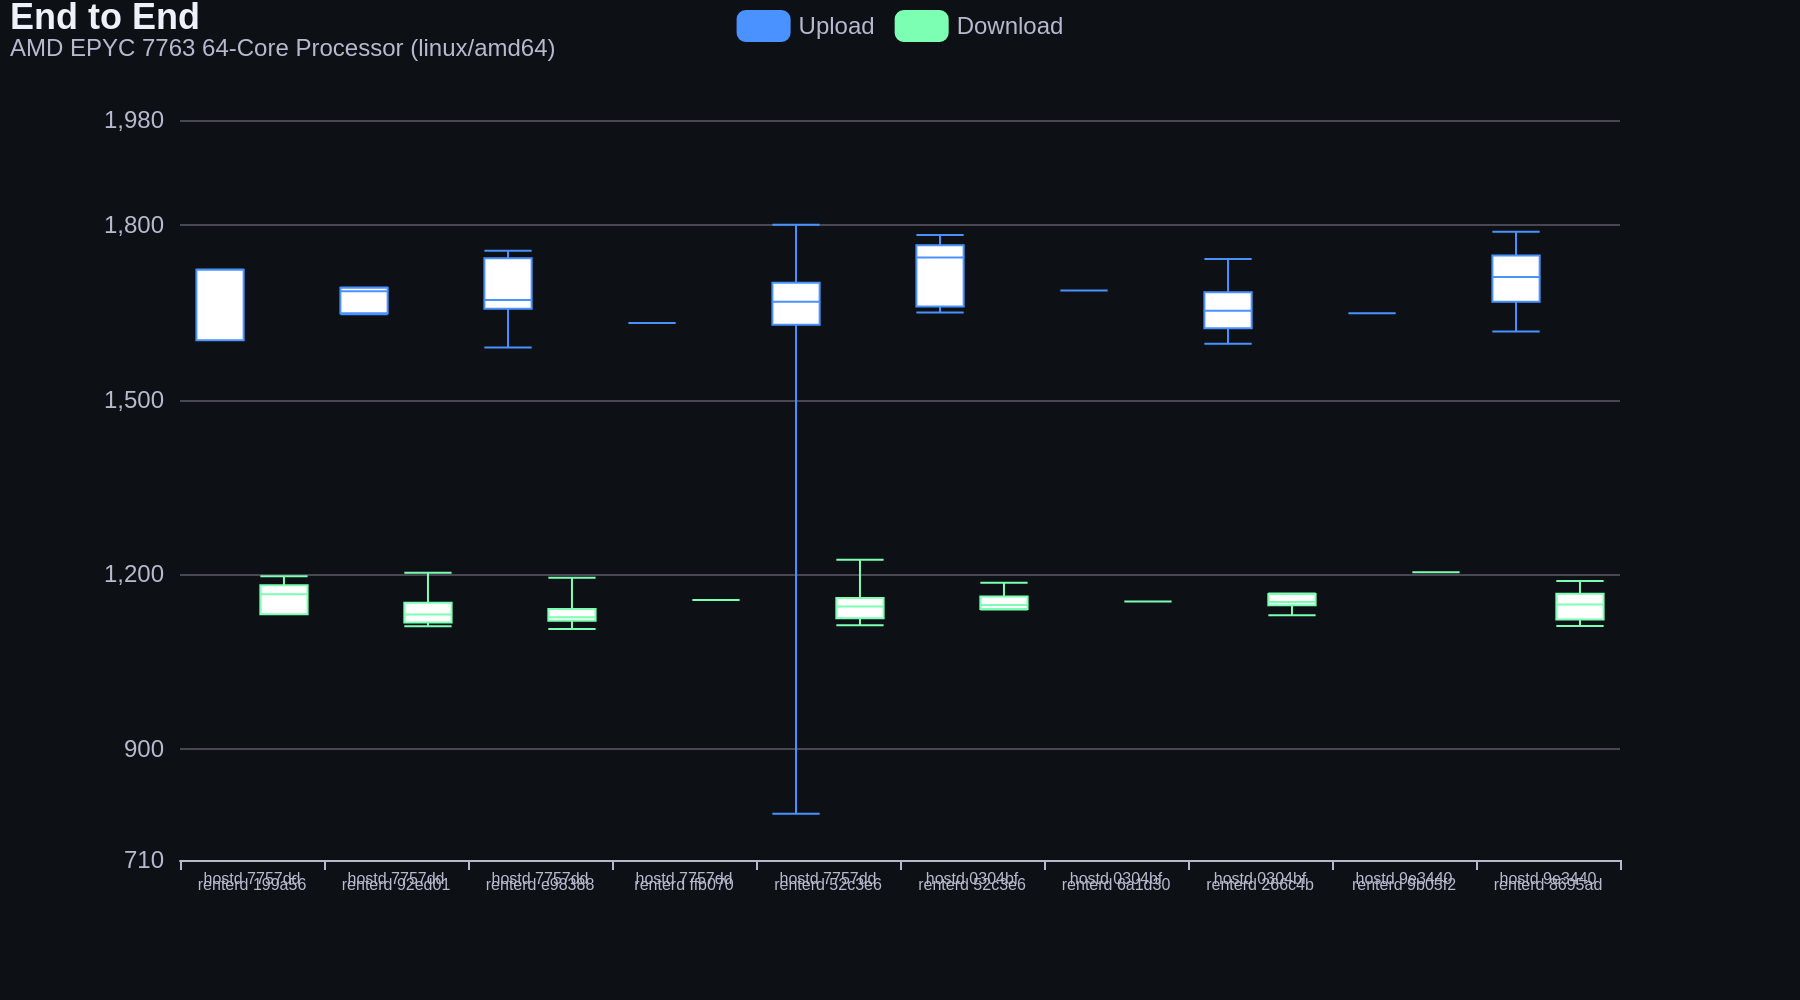 End to End
AMD EPYC 7763 64-Core Processor (linux/amd64)
Upload
Download
1,980
1,800
1,500
1,200
900
710
hostd 7757dd
renterd 199a56
hostd 7757dd
renterd 92ed01
hostd 7757dd
renterd e98388
hostd 7757dd
renterd ffb070
hostd 7757dd
renterd 52c3e6
hostd 0304bf
renterd 52c3e6
hostd 0304bf
renterd 6a1d30
hostd 0304bf
renterd 266c4b
hostd 9e3440
renterd 9b05f2
hostd 9e3440
renterd 8695ad